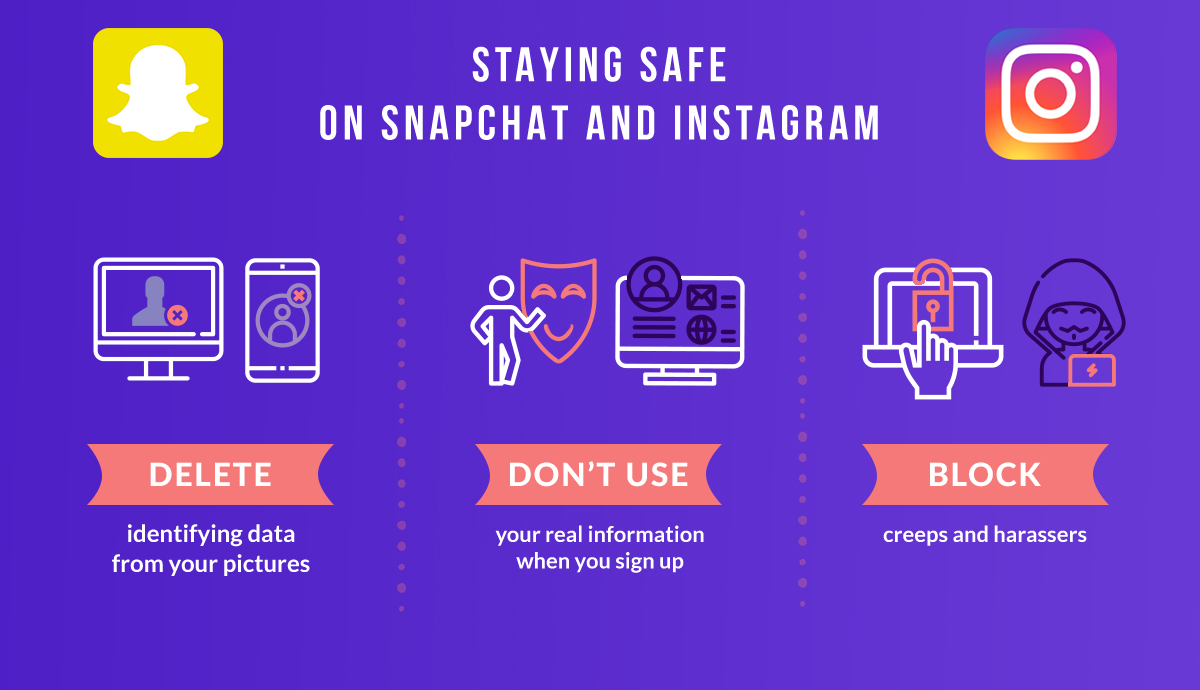 STAYING SAFE
ON SNAPCHAT AND INSTAGRAM
DELETE
identifying data
from your pictures
DON'T USE
your real information
when you sign up
BLOCK
creeps and harassers